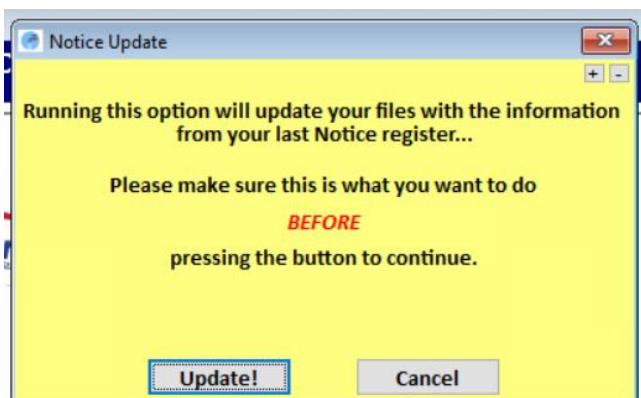 Notice Update
+ -
Running this option will update your files with the information
from your last Notice register...
Please make sure this is what you want to do
BEFORE
pressing the button to continue.
Update! Cancel